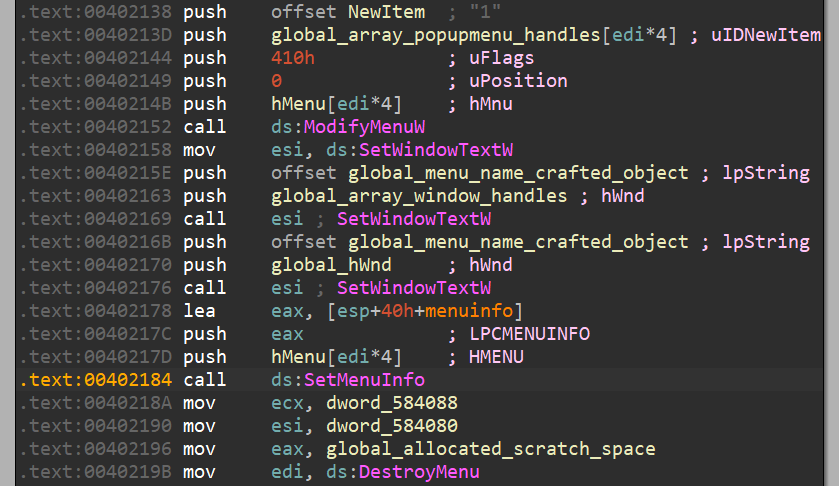 .text:00402138 push offset NewItem ; "1"
.text:0040213D push global_array_popupmenu_handles[edi*4] ; uIDNewItem
.text:00402144 push 410h ; uFlags
.text:00402149 push 0 ; uPosition
.text:0040214B push hMenu[edi*4] ; hMnu
.text:00402152 call ds:ModifyMenuW
.text:00402158 mov esi, ds:SetWindowTextW
.text:0040215E push offset global_menu_name_crafted_object ; lpString
.text:00402163 push global_array_window_handles ; hWnd
.text:00402169 call esi ; SetWindowTextW
.text:0040216B push offset global_menu_name_crafted_object ; lpString
.text:00402170 push global_hWnd ; hWnd
.text:00402176 call esi ; SetWindowTextW
.text:00402178 lea eax, [esp+40h+menuinfo]
.text:0040217C push eax ; LPCMENUINFO
.text:0040217D push hMenu[edi*4] ; HMENU
.text:00402184 call ds:SetMenuInfo
.text:0040218A mov ecx, dword_584088
.text:00402190 mov esi, dword_584080
.text:00402196 mov eax, global_allocated_scratch_space
.text:0040219B mov edi, ds:DestroyMenu